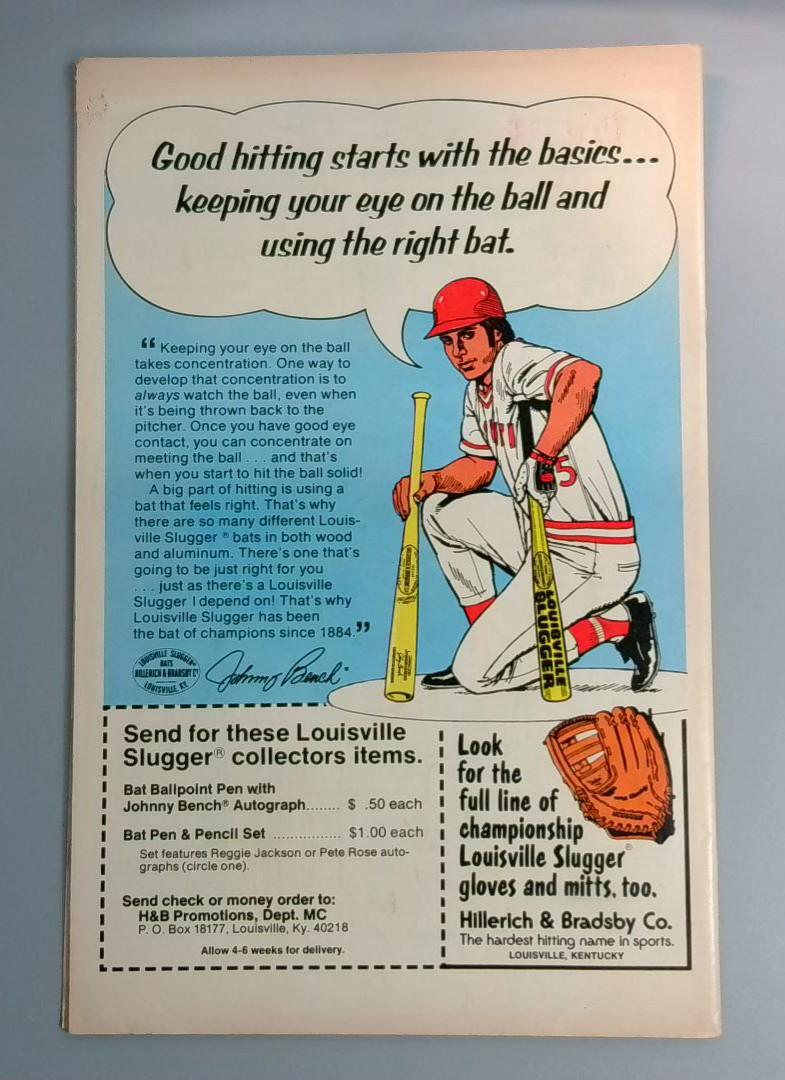 Good hitting starts with the basics...
keeping your eye on the ball and
using the right bat.
“ Keeping your eye on the ball
takes concentration. One way to
develop that concentration is to
always watch the ball, even when
it's being thrown back to the
pitcher. Once you have good eye
contact, you can concentrate on
meeting the ball . . . and that's
when you start to hit the ball solid!
A big part of hitting is using a
bat that feels right. That's why
there are so many different Louis-
ville Slugger ® bats in both wood
and aluminum. There's one that's
going to be just right for you
. . . just as there's a Louisville
Slugger I depend on! That's why
Louisville Slugger has been
the bat of champions since 1884.”
5
LOUISVILLE
SLUGGER
LOUISVILLE SLUGGER®
BATS
HILLERICH & BRADSBY Co
LOUISVILLE, KY.
Johnny Bench®
Send for these Louisville
Slugger® collectors items.
Bat Ballpoint Pen with
Johnny Bench® Autograph........ $ .50 each
Bat Pen & Pencil Set ................ $1.00 each
Set features Reggie Jackson or Pete Rose auto-
graphs (circle one).
Send check or money order to:
H&B Promotions, Dept. MC
P. O. Box 18177, Louisville, Ky. 40218
Allow 4-6 weeks for delivery.
Look
for the
full line of
championship
Louisville Slugger®
gloves and mitts, too.
Hillerich & Bradsby Co.
The hardest hitting name in sports.
LOUISVILLE, KENTUCKY